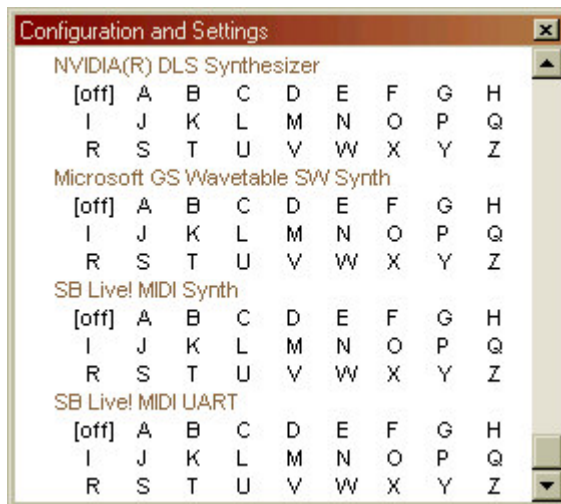 Configuration and Settings
NVIDIA(R) DLS Synthesizer
[off] A B C D E F G H
I J K L M N O P Q
R S T U V W X Y Z
Microsoft GS Wavetable SW Synth
[off] A B C D E F G H
I J K L M N O P Q
R S T U V W X Y Z
SB Live! MIDI Synth
[off] A B C D E F G H
I J K L M N O P Q
R S T U V W X Y Z
SB Live! MIDI UART
[off] A B C D E F G H
I J K L M N O P Q
R S T U V W X Y Z